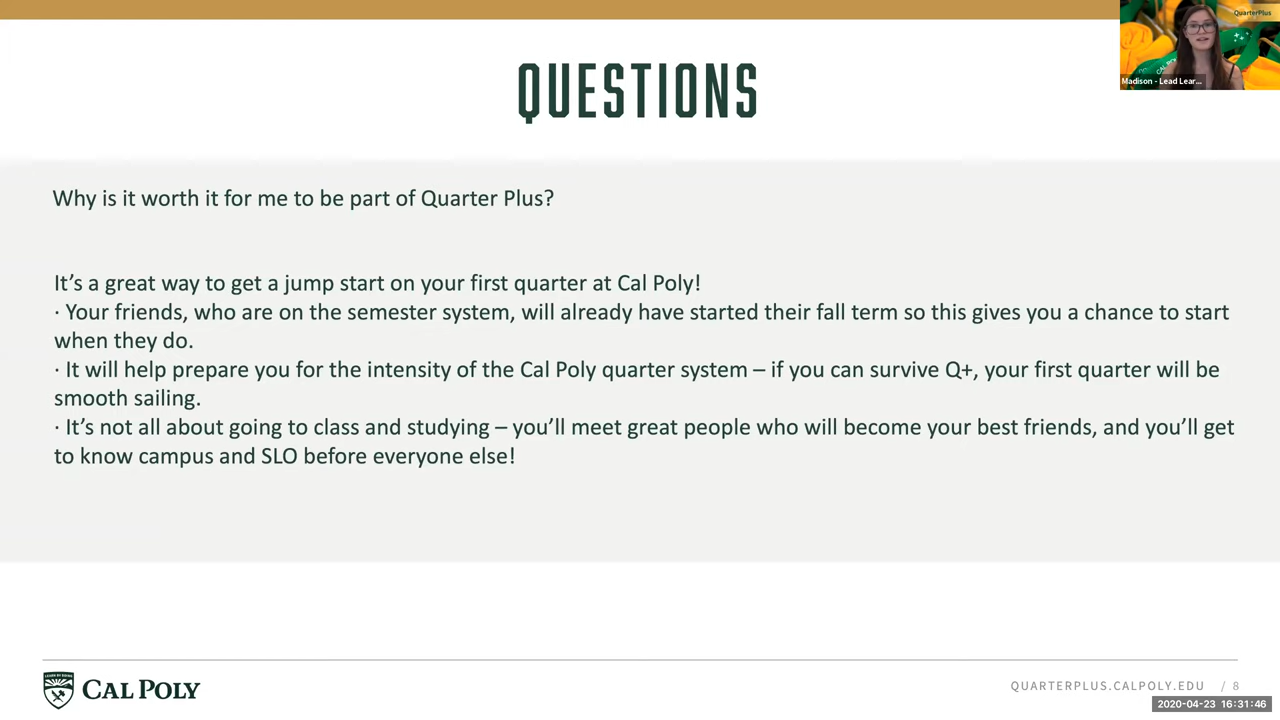 QuarterPlus
CAL POLY
Madison - Lead Lear...
QUESTIONS
Why is it worth it for me to be part of Quarter Plus?
It's a great way to get a jump start on your first quarter at Cal Poly!
· Your friends, who are on the semester system, will already have started their fall term so this gives you a chance to start
when they do.
· It will help prepare you for the intensity of the Cal Poly quarter system – if you can survive Q+, your first quarter will be
smooth sailing.
· It's not all about going to class and studying – you'll meet great people who will become your best friends, and you'll get
to know campus and SLO before everyone else!
CAL POLY
QUARTERPLUS.CALPOLY.EDU / 8
2020-04-23 16:31:46